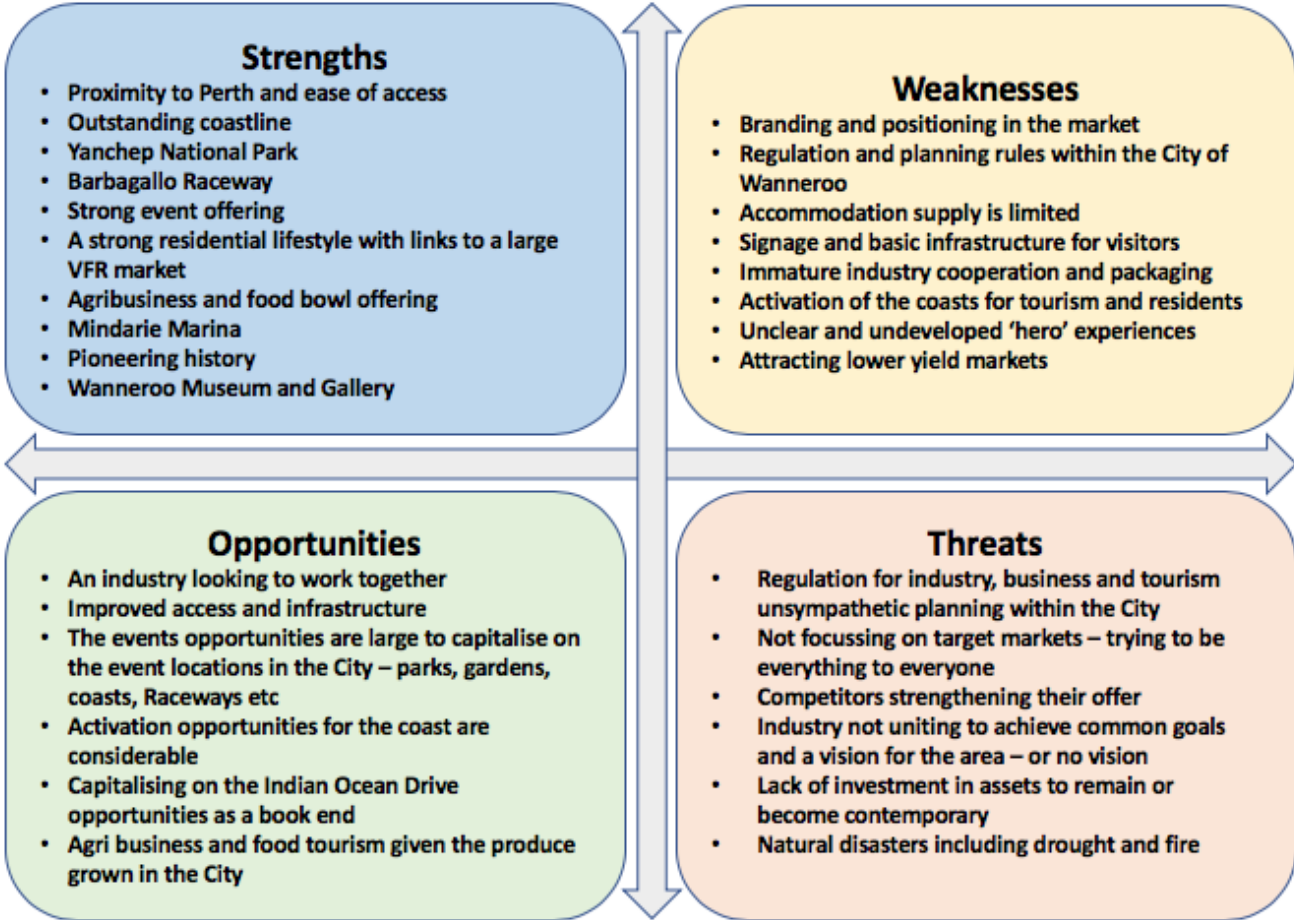 Strengths
• Proximity to Perth and ease of access
• Outstanding coastline
• Yanchep National Park
• Barbagallo Raceway
• Strong event offering
• A strong residential lifestyle with links to a large
VFR market
• Agribusiness and food bowl offering
• Mindarie Marina
• Pioneering history
• Wanneroo Museum and Gallery
Weaknesses
• Branding and positioning in the market
• Regulation and planning rules within the City of
Wanneroo
• Accommodation supply is limited
• Signage and basic infrastructure for visitors
• Immature industry cooperation and packaging
• Activation of the coasts for tourism and residents
• Unclear and undeveloped ‘hero’ experiences
• Attracting lower yield markets
Opportunities
• An industry looking to work together
• Improved access and infrastructure
• The events opportunities are large to capitalise on
the event locations in the City – parks, gardens,
coasts, Raceways etc
• Activation opportunities for the coast are
considerable
• Capitalising on the Indian Ocean Drive
opportunities as a book end
• Agri business and food tourism given the produce
grown in the City
Threats
• Regulation for industry, business and tourism
unsympathetic planning within the City
• Not focussing on target markets – trying to be
everything to everyone
• Competitors strengthening their offer
• Industry not uniting to achieve common goals
and a vision for the area – or no vision
• Lack of investment in assets to remain or
become contemporary
• Natural disasters including drought and fire